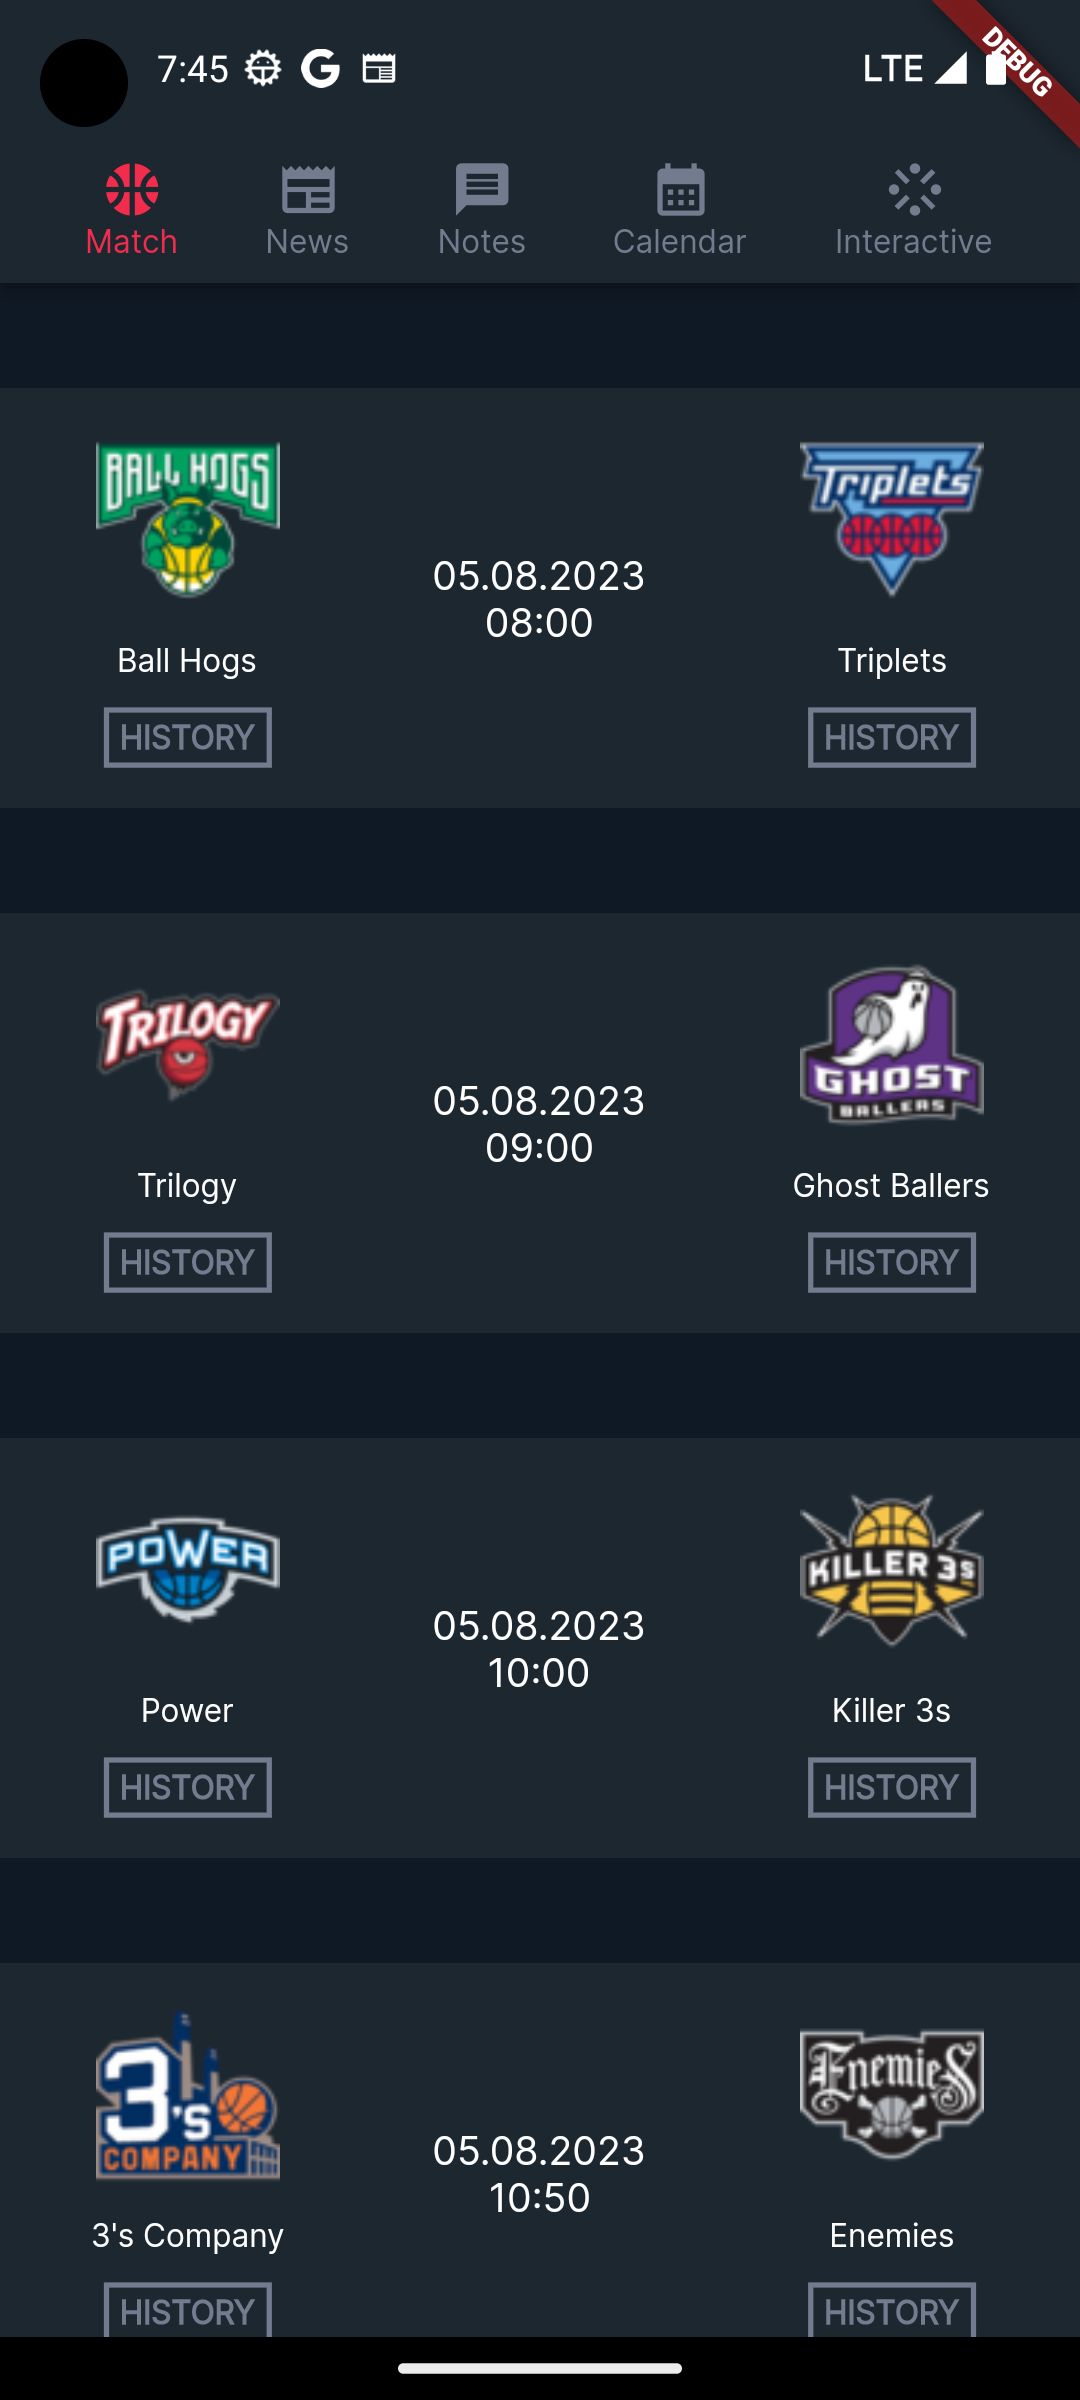 7:45
LTE
DEBUG
Match News Notes Calendar Interactive
BALL HOGS
Triplets
05.08.2023
08:00
Ball Hogs
Triplets
HISTORY
HISTORY
TRILOGY
GHOST
BALLERS
05.08.2023
09:00
Trilogy
Ghost Ballers
HISTORY
HISTORY
POWER
KILLER 3s
05.08.2023
10:00
Power
Killer 3s
HISTORY
HISTORY
3's
COMPANY
Enemies
05.08.2023
10:50
3's Company
Enemies
HISTORY
HISTORY